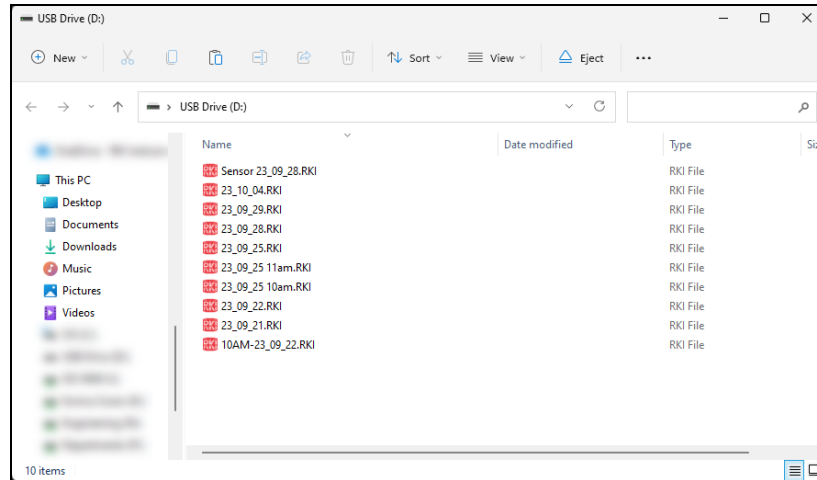 USB Drive (D:)
New
Sort
View
Eject
USB Drive (D:)
Name
Date modified
Type
This PC
Desktop
Documents
Downloads
Music
Pictures
Videos
Sensor 23_09_28.RKI RKI File
23_10_04.RKI RKI File
23_09_29.RKI RKI File
23_09_28.RKI RKI File
23_09_25.RKI RKI File
23_09_25 11am.RKI RKI File
23_09_25 10am.RKI RKI File
23_09_22.RKI RKI File
23_09_21.RKI RKI File
10AM-23_09_22.RKI RKI File
10 items